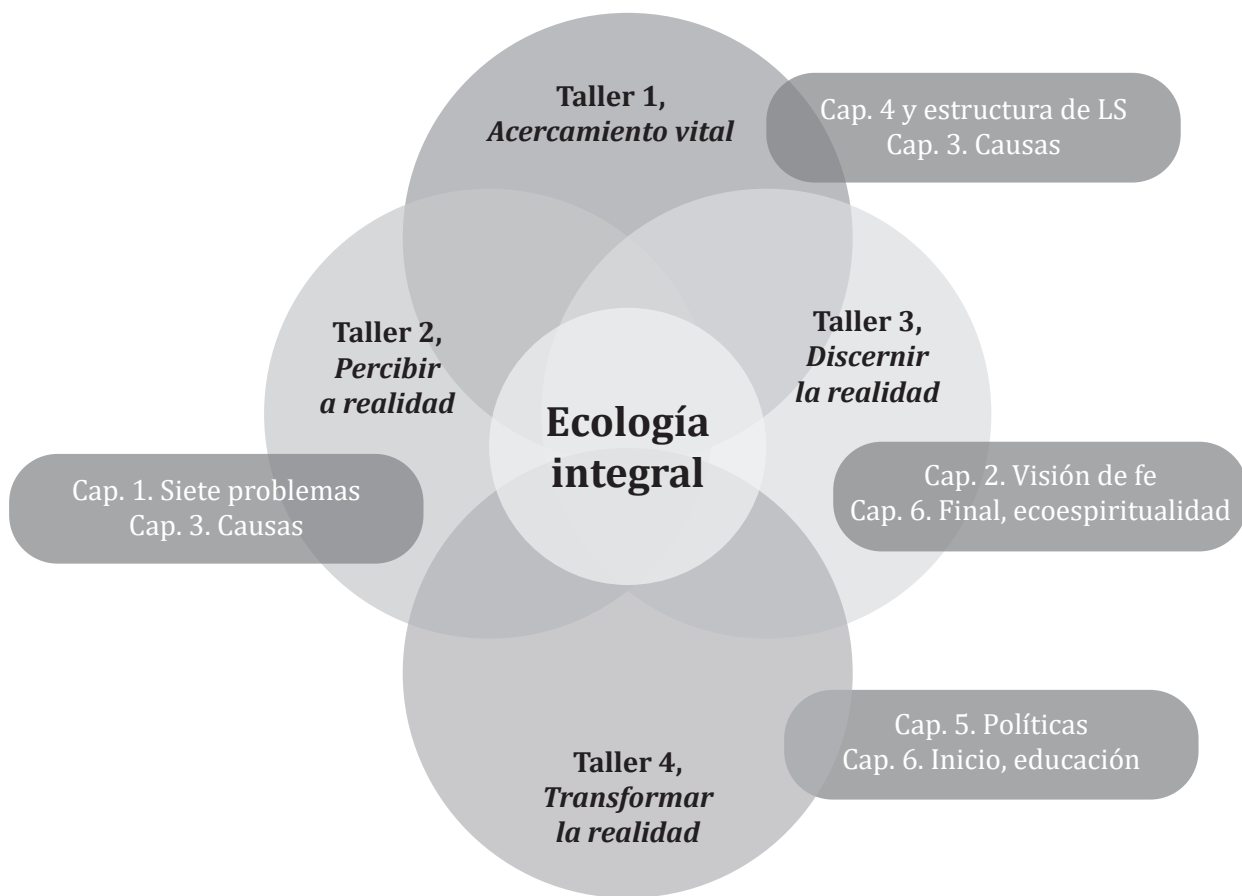 Taller 1,
Acercamiento vital
Cap. 4 y estructura de LS
Cap. 3. Causas
Taller 2,
Percibir
a realidad
Taller 3,
Discernir
la realidad
Ecología
integral
Cap. 1. Siete problemas
Cap. 3. Causas
Cap. 2. Visión de fe
Cap. 6. Final, ecoespiritualidad
Taller 4,
Transformar
la realidad
Cap. 5. Políticas
Cap. 6. Inicio, educación